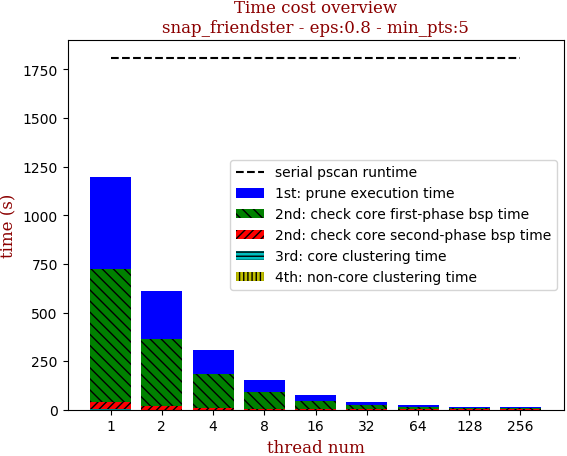 Time cost overview
snap_friendster - eps:0.8 - min_pts:5
time (s)
1750
1500
1250
1000
750
500
250
0
serial pscan runtime
1st: prune execution time
2nd: check core first-phase bsp time
2nd: check core second-phase bsp time
3rd: core clustering time
4th: non-core clustering time
1 2 4 8 16 32 64 128 256
thread num